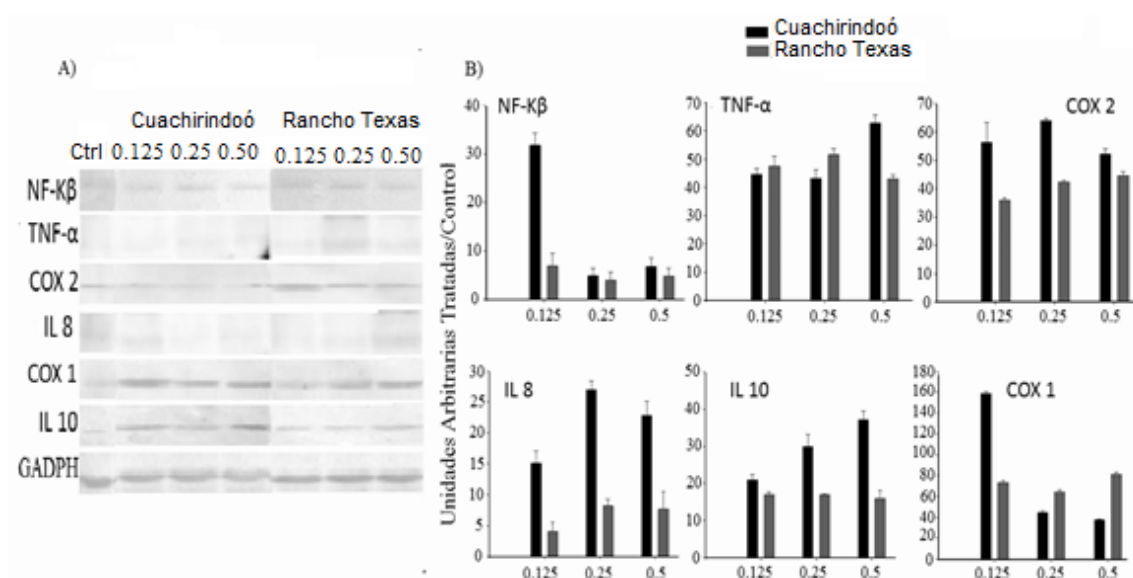 Cuachirindoó
Rancho Texas
A)
Cuachirindoó Rancho Texas
Ctrl 0.125 0.25 0.50 0.125 0.25 0.50
NF-Kβ
TNF-α
COX 2
IL 8
COX 1
IL 10
GADPH
B)
Unidades Arbitrarias Tratadas/Control
NF-Kβ
40
30
20
10
0
0.125 0.25 0.5
TNF-α
70
60
50
40
30
20
10
0
0.125 0.25 0.5
COX 2
70
60
50
40
30
20
10
0
0.125 0.25 0.5
IL 8
30
25
20
15
10
5
0
0.125 0.25 0.5
IL 10
50
40
30
20
10
0
0.125 0.25 0.5
COX 1
180
160
140
120
100
80
60
40
20
0
0.125 0.25 0.5